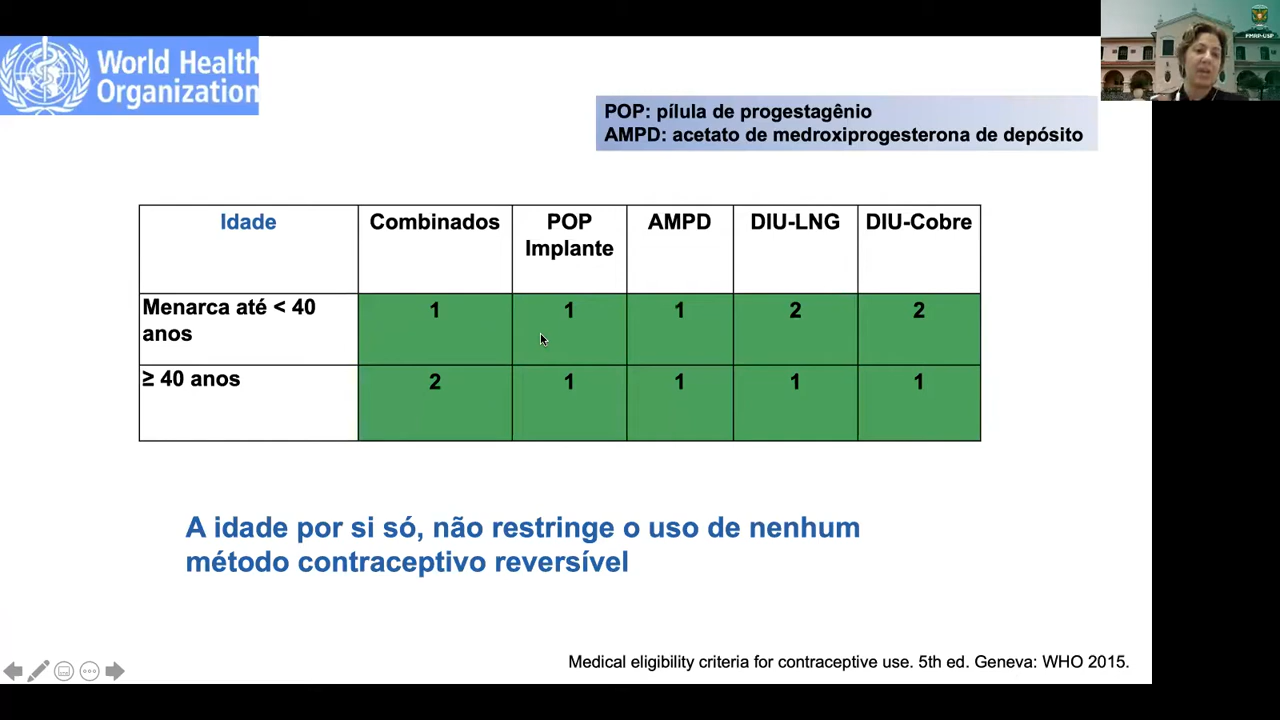 World Health
Organization
FMRP-USP
POP: pílula de progestagênio
AMPD: acetato de medroxiprogesterona de depósito
Idade
Combinados
POP
Implante
AMPD
DIU-LNG
DIU-Cobre
Menarca até < 40
anos
1
1
1
2
2
≥ 40 anos
2
1
1
1
1
A idade por si só, não restringe o uso de nenhum
método contraceptivo reversível
Medical eligibility criteria for contraceptive use. 5th ed. Geneva: WHO 2015.